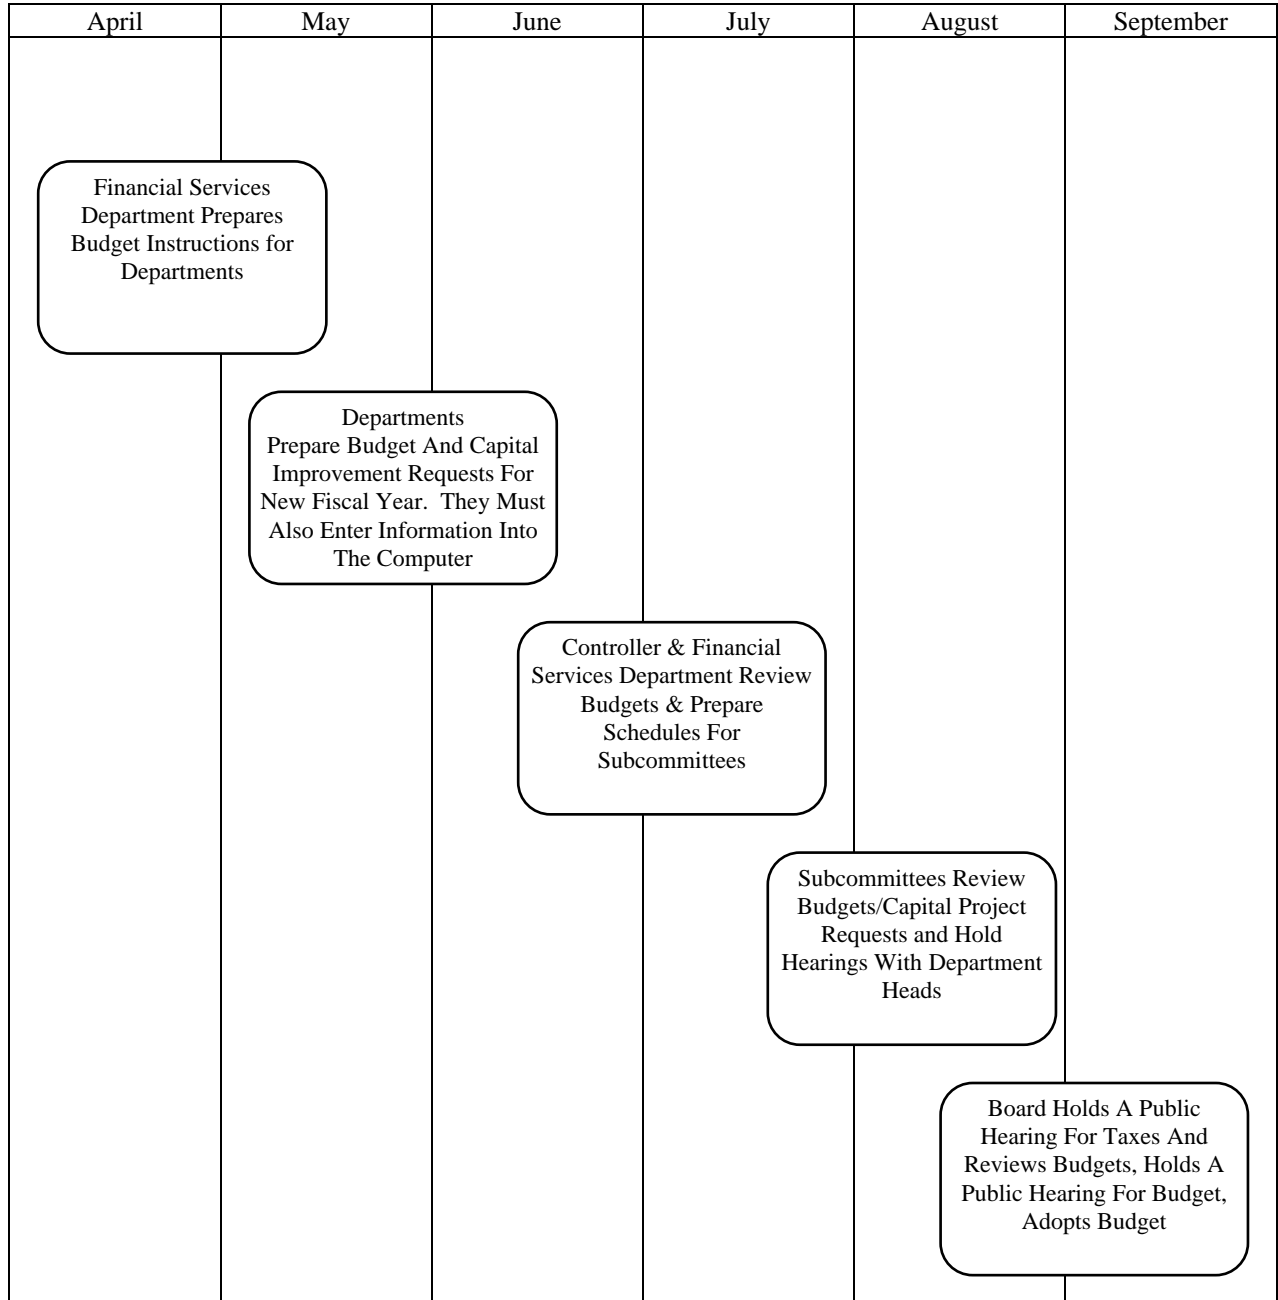 April May June July August September
Financial Services
Department Prepares
Budget Instructions for
Departments
Departments
Prepare Budget And Capital
Improvement Requests For
New Fiscal Year.  They Must
Also Enter Information Into
The Computer
Controller & Financial
Services Department Review
Budgets & Prepare
Schedules For
Subcommittees
Subcommittees Review
Budgets/Capital Project
Requests and Hold
Hearings With Department
Heads
Board Holds A Public
Hearing For Taxes And
Reviews Budgets, Holds A
Public Hearing For Budget,
Adopts Budget